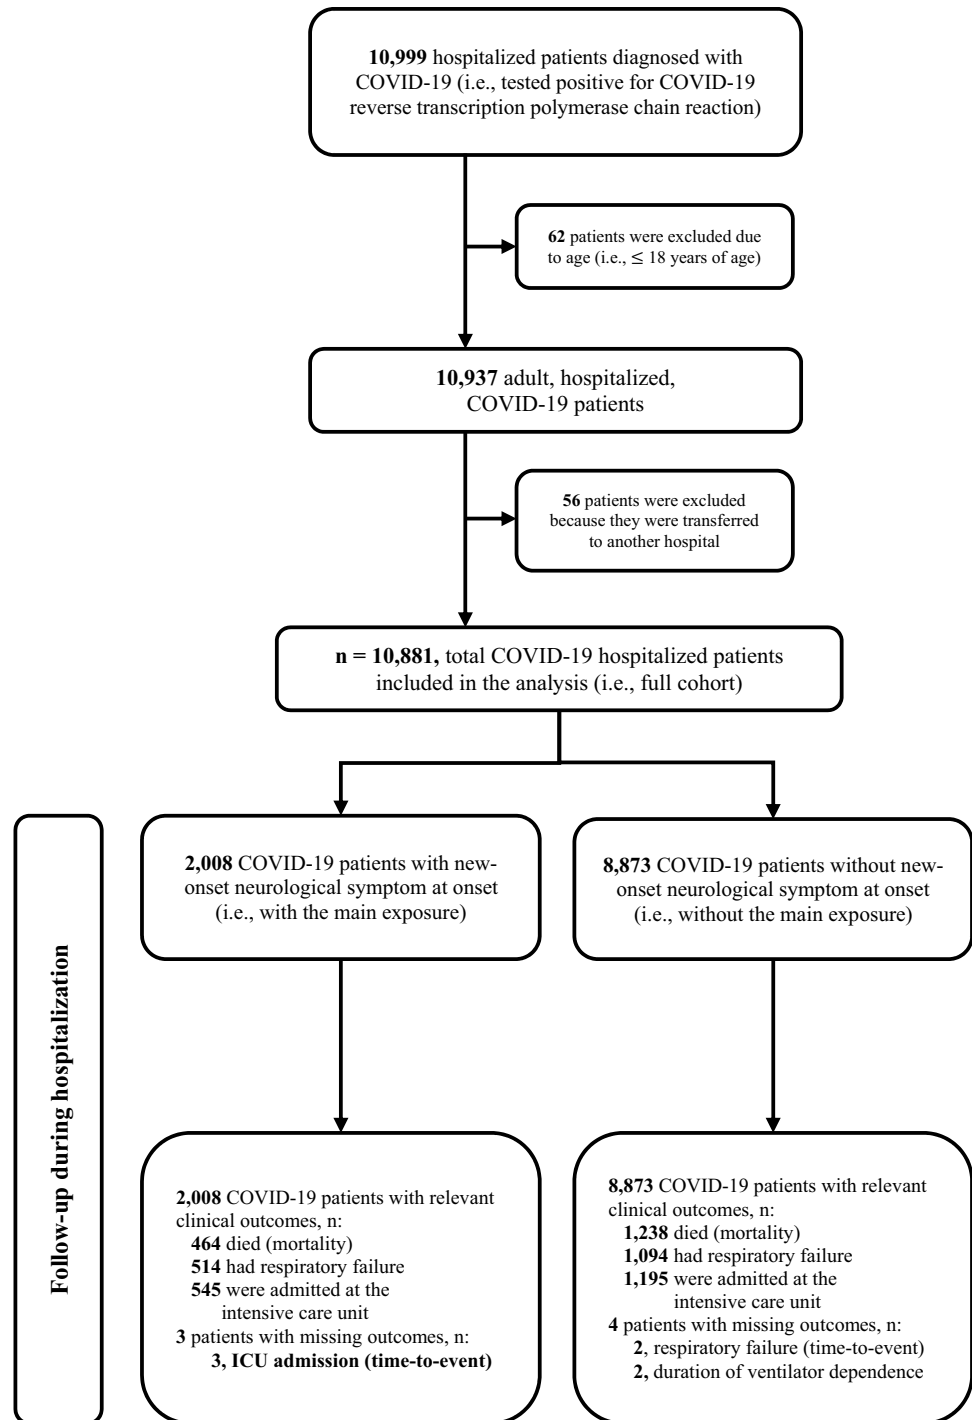 10,999 hospitalized patients diagnosed with
COVID-19 (i.e., tested positive for COVID-19
reverse transcription polymerase chain reaction)
62 patients were excluded due
to age (i.e., ≤ 18 years of age)
10,937 adult, hospitalized,
COVID-19 patients
56 patients were excluded
because they were transferred
to another hospital
n = 10,881, total COVID-19 hospitalized patients
included in the analysis (i.e., full cohort)
Follow-up during hospitalization
2,008 COVID-19 patients with new-
onset neurological symptom at onset
(i.e., with the main exposure)
8,873 COVID-19 patients without new-
onset neurological symptom at onset
(i.e., without the main exposure)
2,008 COVID-19 patients with relevant
clinical outcomes, n:
464 died (mortality)
514 had respiratory failure
545 were admitted at the
intensive care unit
3 patients with missing outcomes, n:
3, ICU admission (time-to-event)
8,873 COVID-19 patients with relevant
clinical outcomes, n:
1,238 died (mortality)
1,094 had respiratory failure
1,195 were admitted at the
intensive care unit
4 patients with missing outcomes, n:
2, respiratory failure (time-to-event)
2, duration of ventilator dependence